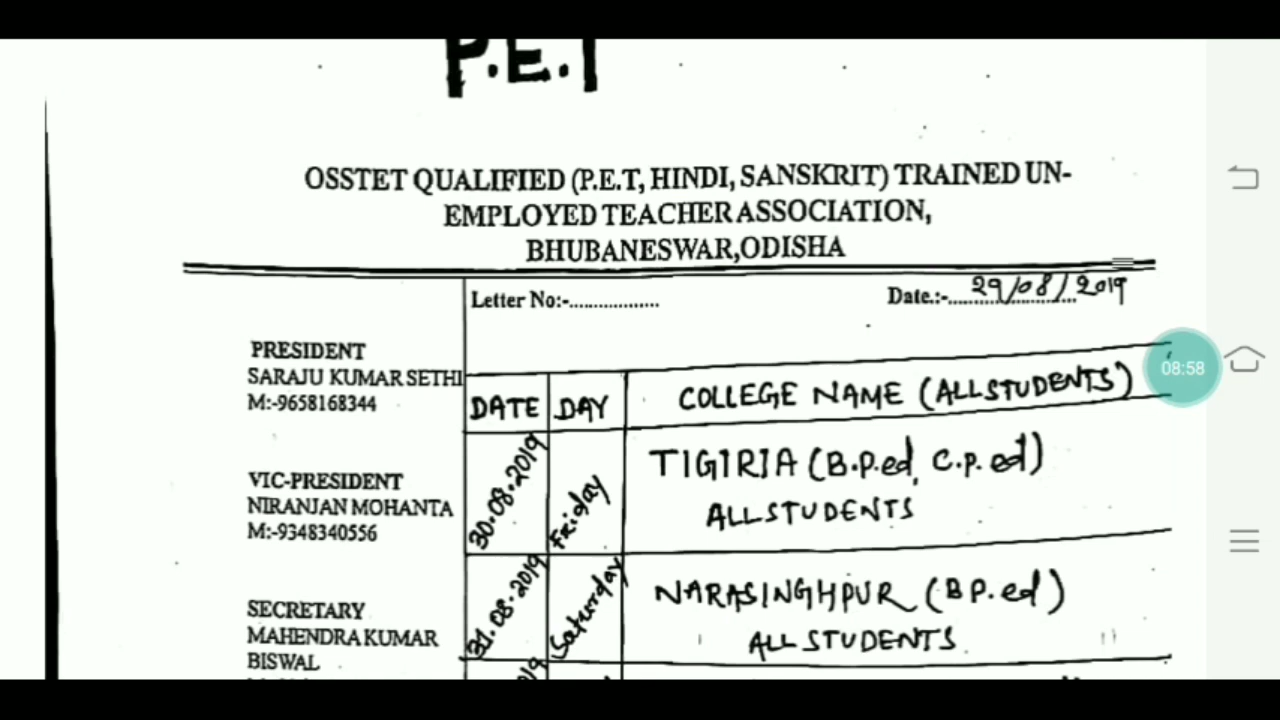 P.E.T
OSSTET QUALIFIED (P.E.T, HINDI, SANSKRIT) TRAINED UN-
EMPLOYED TEACHER ASSOCIATION,
BHUBANESWAR,ODISHA
Letter No:-..................
Date.:-......29/08/2019
PRESIDENT
SARAJU KUMAR SETHI
M:-9658168344
VIC-PRESIDENT
NIRANJAN MOHANTA
M:-9348340556
SECRETARY
MAHENDRA KUMAR
BISWAL
DATE DAY COLLEGE NAME (ALLSTUDENTS)
30.08.2019 Friday TIGIRIA (B.P.ed, C.P.ed)
ALLSTUDENTS
31.08.2019 Saturday NARASINGHPUR (B P.ed)
ALL STUDENTS
08:58